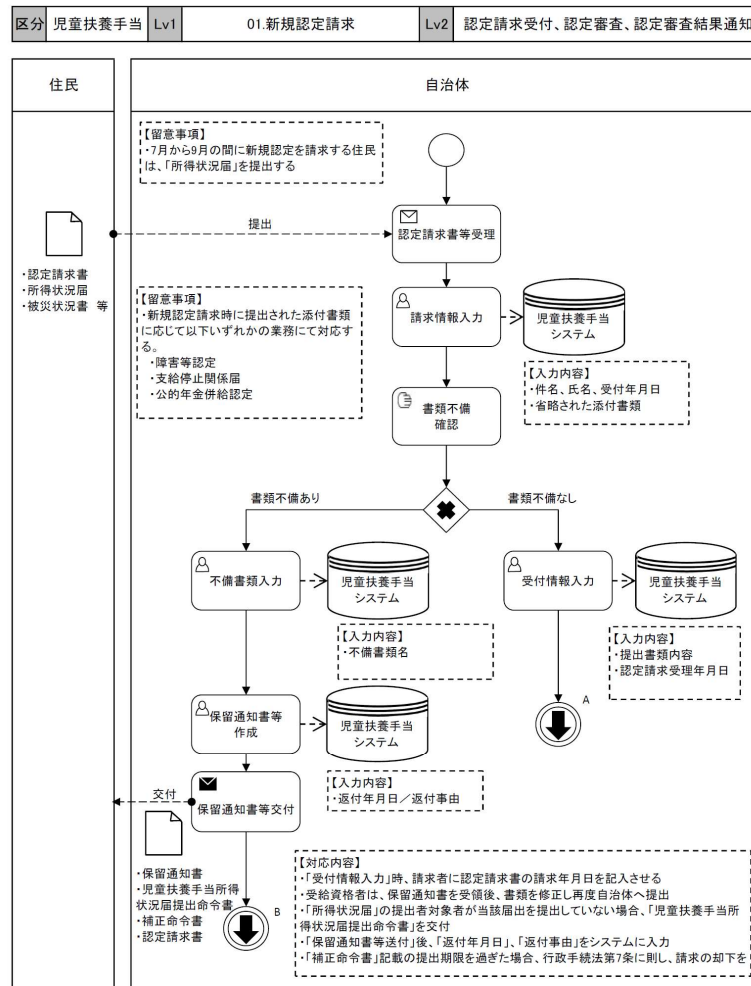 区分 児童扶養手当 Lv1 01.新規認定請求 Lv2 認定請求受付、認定審査、認定審査結果通知
住民
自治体
【留意事項】
・7月から9月の間に新規認定を請求する住民
は、「所得状況届」を提出する
提出
認定請求書等受理
・認定請求書
・所得状況届
・被災状況書 等
【留意事項】
・新規認定請求時に提出された添付書類
に応じて以下いずれかの業務にて対応す
る。
・障害等認定
・支給停止関係届
・公的年金併給認定
請求情報入力
児童扶養手当
システム
【入力内容】
・件名、氏名、受付年月日
・省略された添付書類
書類不備
確認
書類不備あり
書類不備なし
不備書類入力
児童扶養手当
システム
【入力内容】
・不備書類名
受付情報入力
児童扶養手当
システム
【入力内容】
・提出書類内容
・認定請求受理年月日
A
保留通知書等
作成
児童扶養手当
システム
【入力内容】
・返付年月日／返付事由
交付
保留通知書等交付
・保留通知書
・児童扶養手当所得
状況届提出命令書
・補正命令書
・認定請求書
B
【対応内容】
・「受付情報入力」時、請求者に認定請求書の請求年月日を記入させる
・受給資格者は、保留通知書を受領後、書類を修正し再度自治体へ提出
・「所得状況届」の提出者対象者が当該届出を提出していない場合、「児童扶養手当所
得状況届提出命令書」を交付
・「保留通知書等送付」後、「返付年月日」、「返付事由」をシステムに入力
・「補正命令書」記載の提出期限を過ぎた場合、行政手続法第7条に則し、請求の却下を